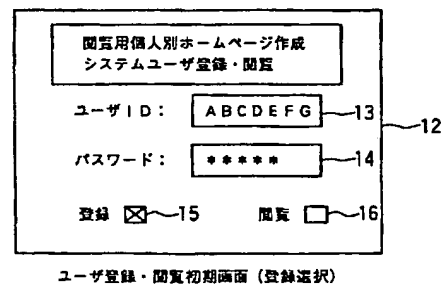 閲覧用個人別ホームページ作成
システムユーザ登録・閲覧
ユーザID： ABCDEFG 13
12
パスワード： ＊＊＊＊＊ 14
登録 15 閲覧 16
ユーザ登録・閲覧初期画面（登録選択）